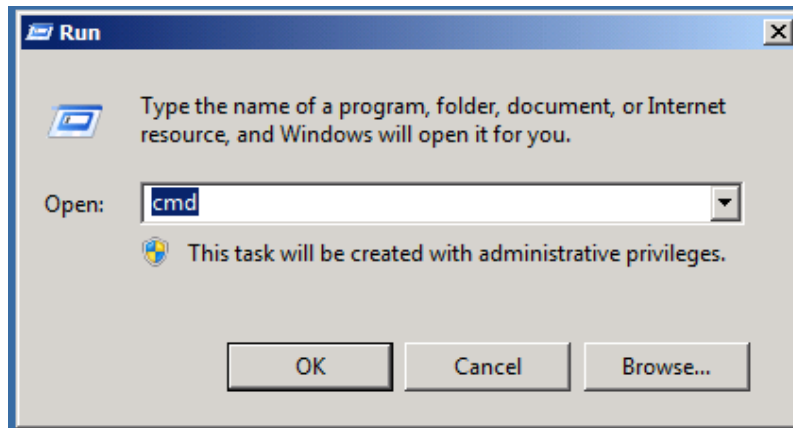 Run
Type the name of a program, folder, document, or Internet
resource, and Windows will open it for you.
Open: cmd
This task will be created with administrative privileges.
OK Cancel Browse...